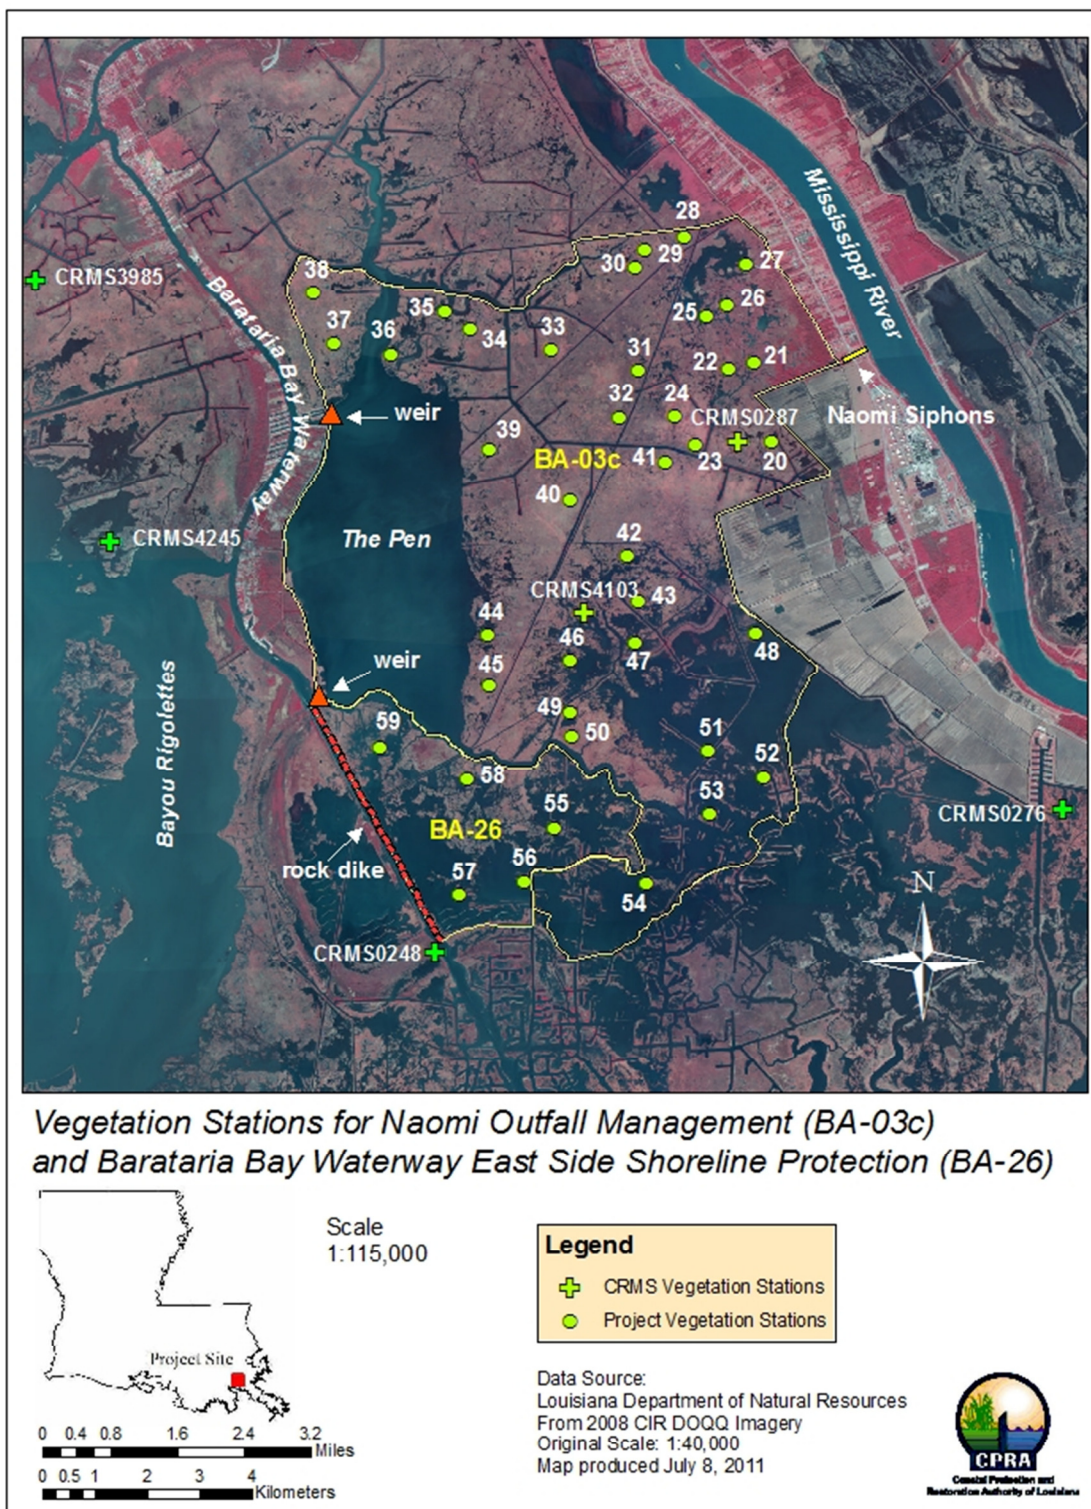 28
29
27
30
38
CRMS3985
26
35
25
Mississippi River
37
36
34
33
31
22
21
Barataria Bay Waterway
32
24
weir
CRMS0287
Naomi Siphons
39
BA-03c
41
23
20
40
CRMS4245
The Pen
42
CRMS4103
43
44
46
47
48
weir
45
Bayou Rigolettes
49
50
59
51
52
58
55
53
CRMS0276
BA-26
rock dike
57
56
54
N
CRMS0248
Vegetation Stations for Naomi Outfall Management (BA-03c)
and Barataria Bay Waterway East Side Shoreline Protection (BA-26)
Scale
1:115,000
Legend
CRMS Vegetation Stations
Project Vegetation Stations
Project Site
Data Source:
Louisiana Department of Natural Resources
From 2008 CIR DOQQ Imagery
Original Scale: 1:40,000
Map produced July 8, 2011
0 0.4 0.8 1.6 2.4 3.2
Miles
0 0.5 1 2 3 4
Kilometers
CPRA
Coastal Protection and
Restoration Authority of Louisiana